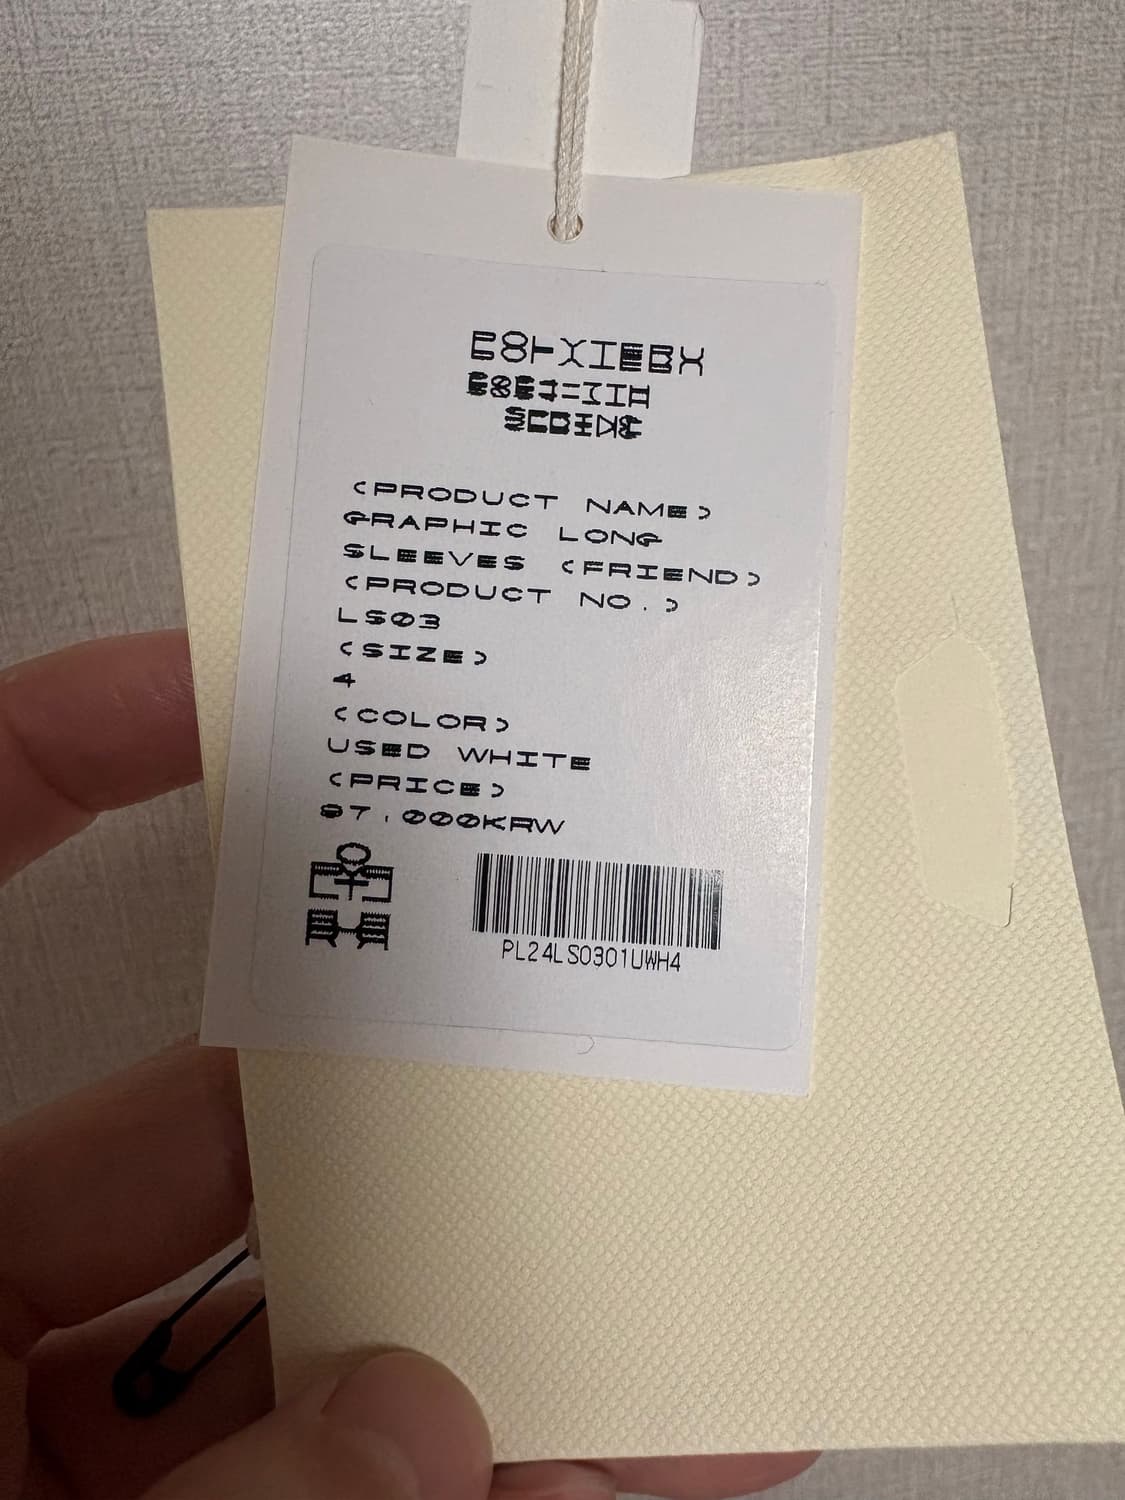 <PRODUCT NAME>
GRAPHIC LONG
SLEEVES <FRIEND>
<PRODUCT NO.>
LS03
<SIZE>
4
<COLOR>
USED WHITE
<PRICE>
87,000KRW
PL24LS0301UWH4